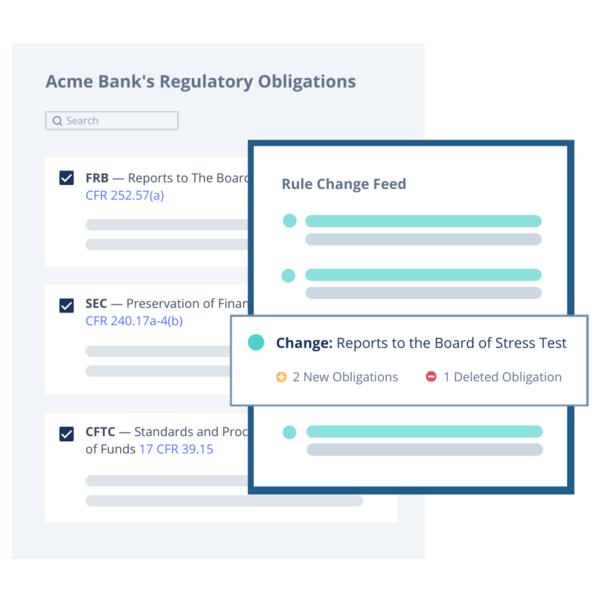 Acme Bank's Regulatory Obligations
Search
FRB — Reports to The Board
CFR 252.57(a)
SEC — Preservation of Finan
CFR 240.17a-4(b)
CFTC — Standards and Proc
of Funds 17 CFR 39.15
Rule Change Feed
Change: Reports to the Board of Stress Test
2 New Obligations
1 Deleted Obligation